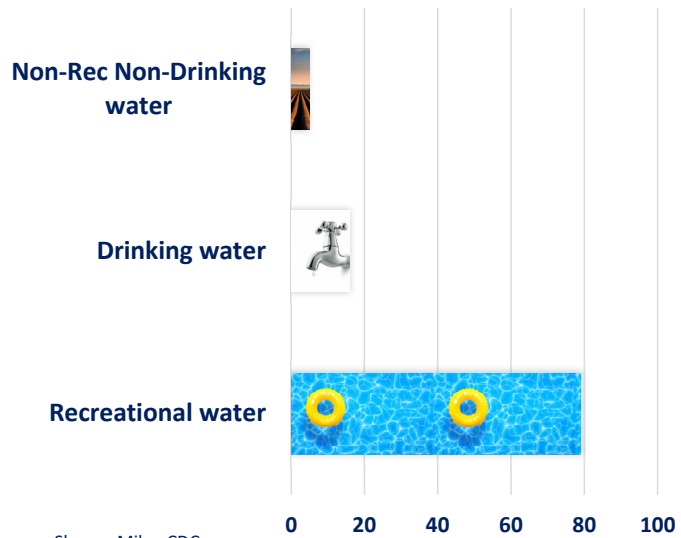 Non-Rec Non-Drinking
water
Drinking water
Recreational water
0 20 40 60 80 100